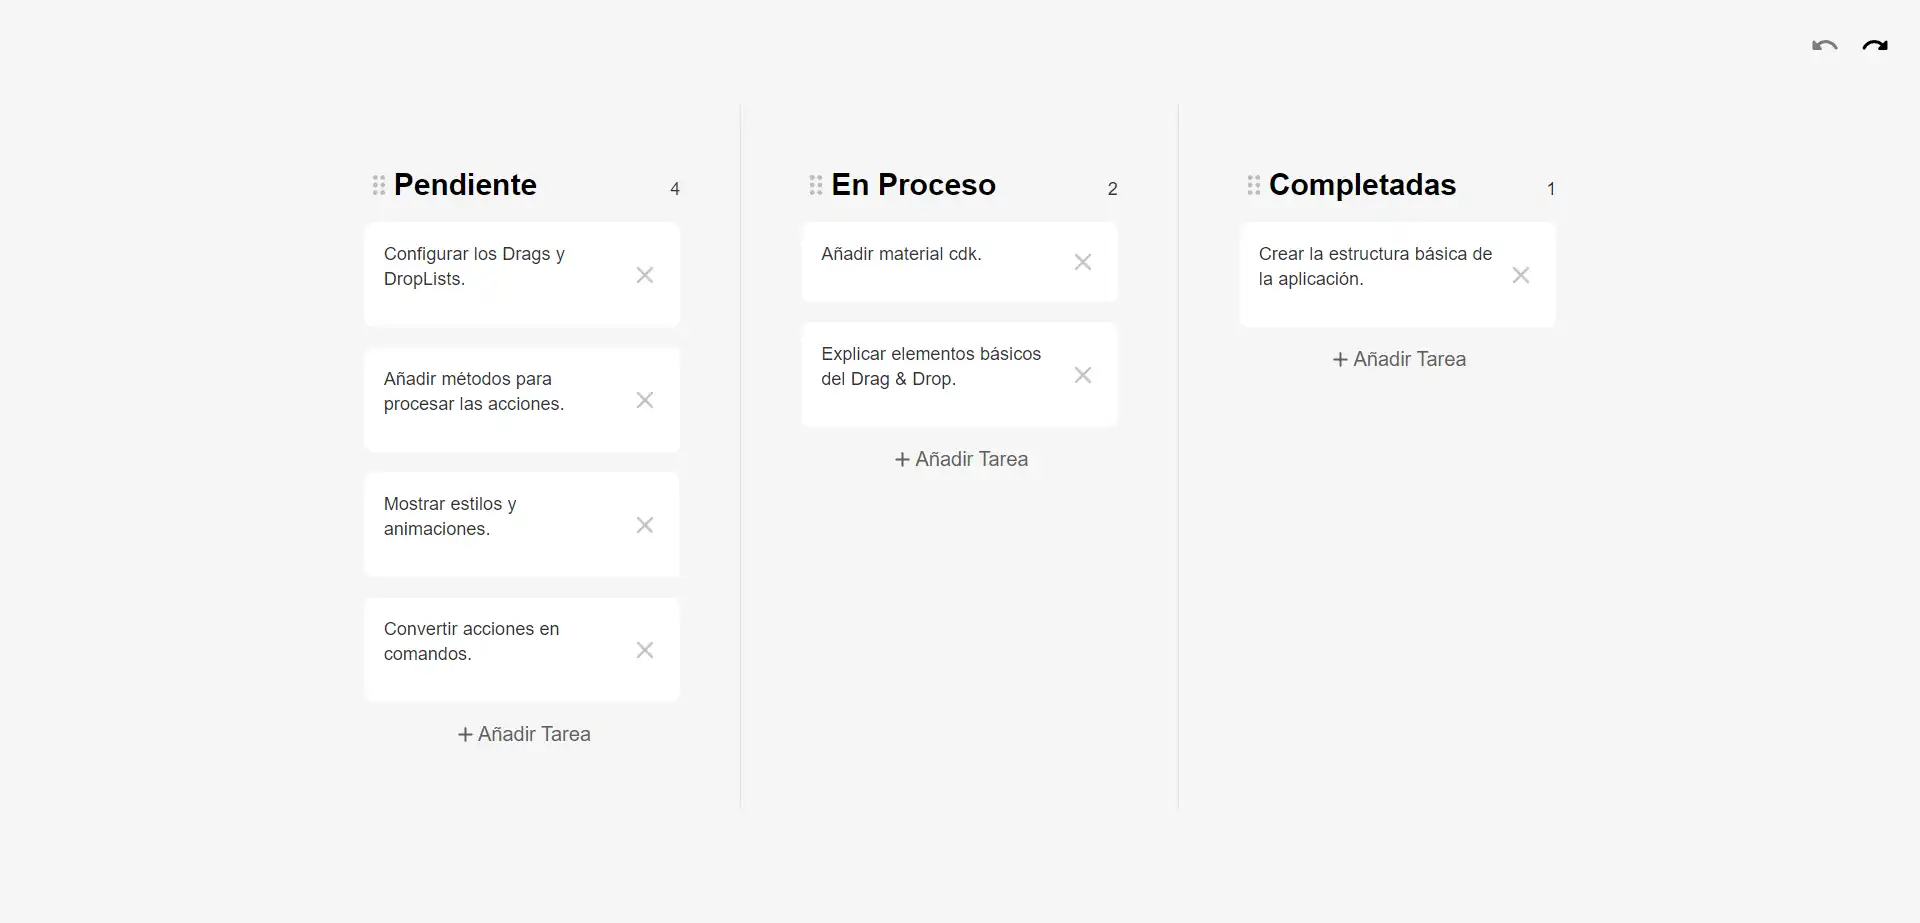 Pendiente 4
Configurar los Drags y
DropLists.
Añadir métodos para
procesar las acciones.
Mostrar estilos y
animaciones.
Convertir acciones en
comandos.
+ Añadir Tarea
En Proceso 2
Añadir material cdk.
Explicar elementos básicos
del Drag & Drop.
+ Añadir Tarea
Completadas 1
Crear la estructura básica de
la aplicación.
+ Añadir Tarea